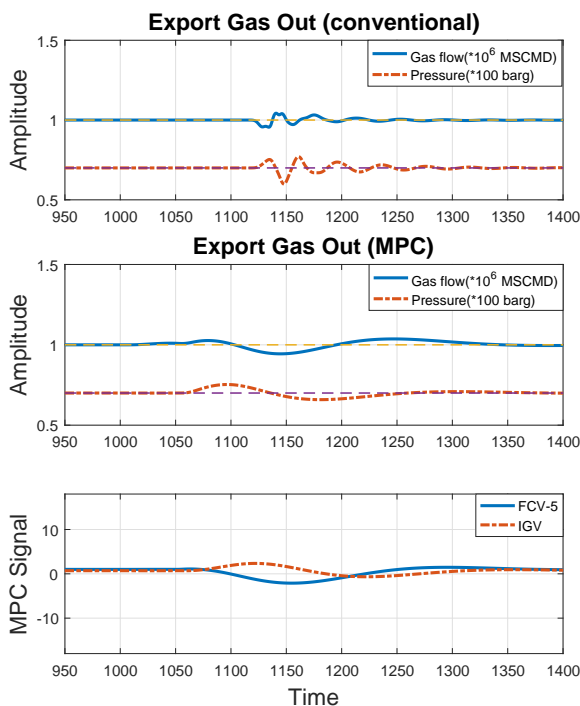 Export Gas Out (conventional)
1.5
Gas flow(*10^6 MSCMD)
Pressure(*100 barg)
Amplitude
1
0.5
950 1000 1050 1100 1150 1200 1250 1300 1350 1400
Export Gas Out (MPC)
1.5
Gas flow(*10^6 MSCMD)
Pressure(*100 barg)
Amplitude
1
0.5
950 1000 1050 1100 1150 1200 1250 1300 1350 1400
FCV-5
IGV
MPC Signal
10
0
-10
950 1000 1050 1100 1150 1200 1250 1300 1350 1400
Time